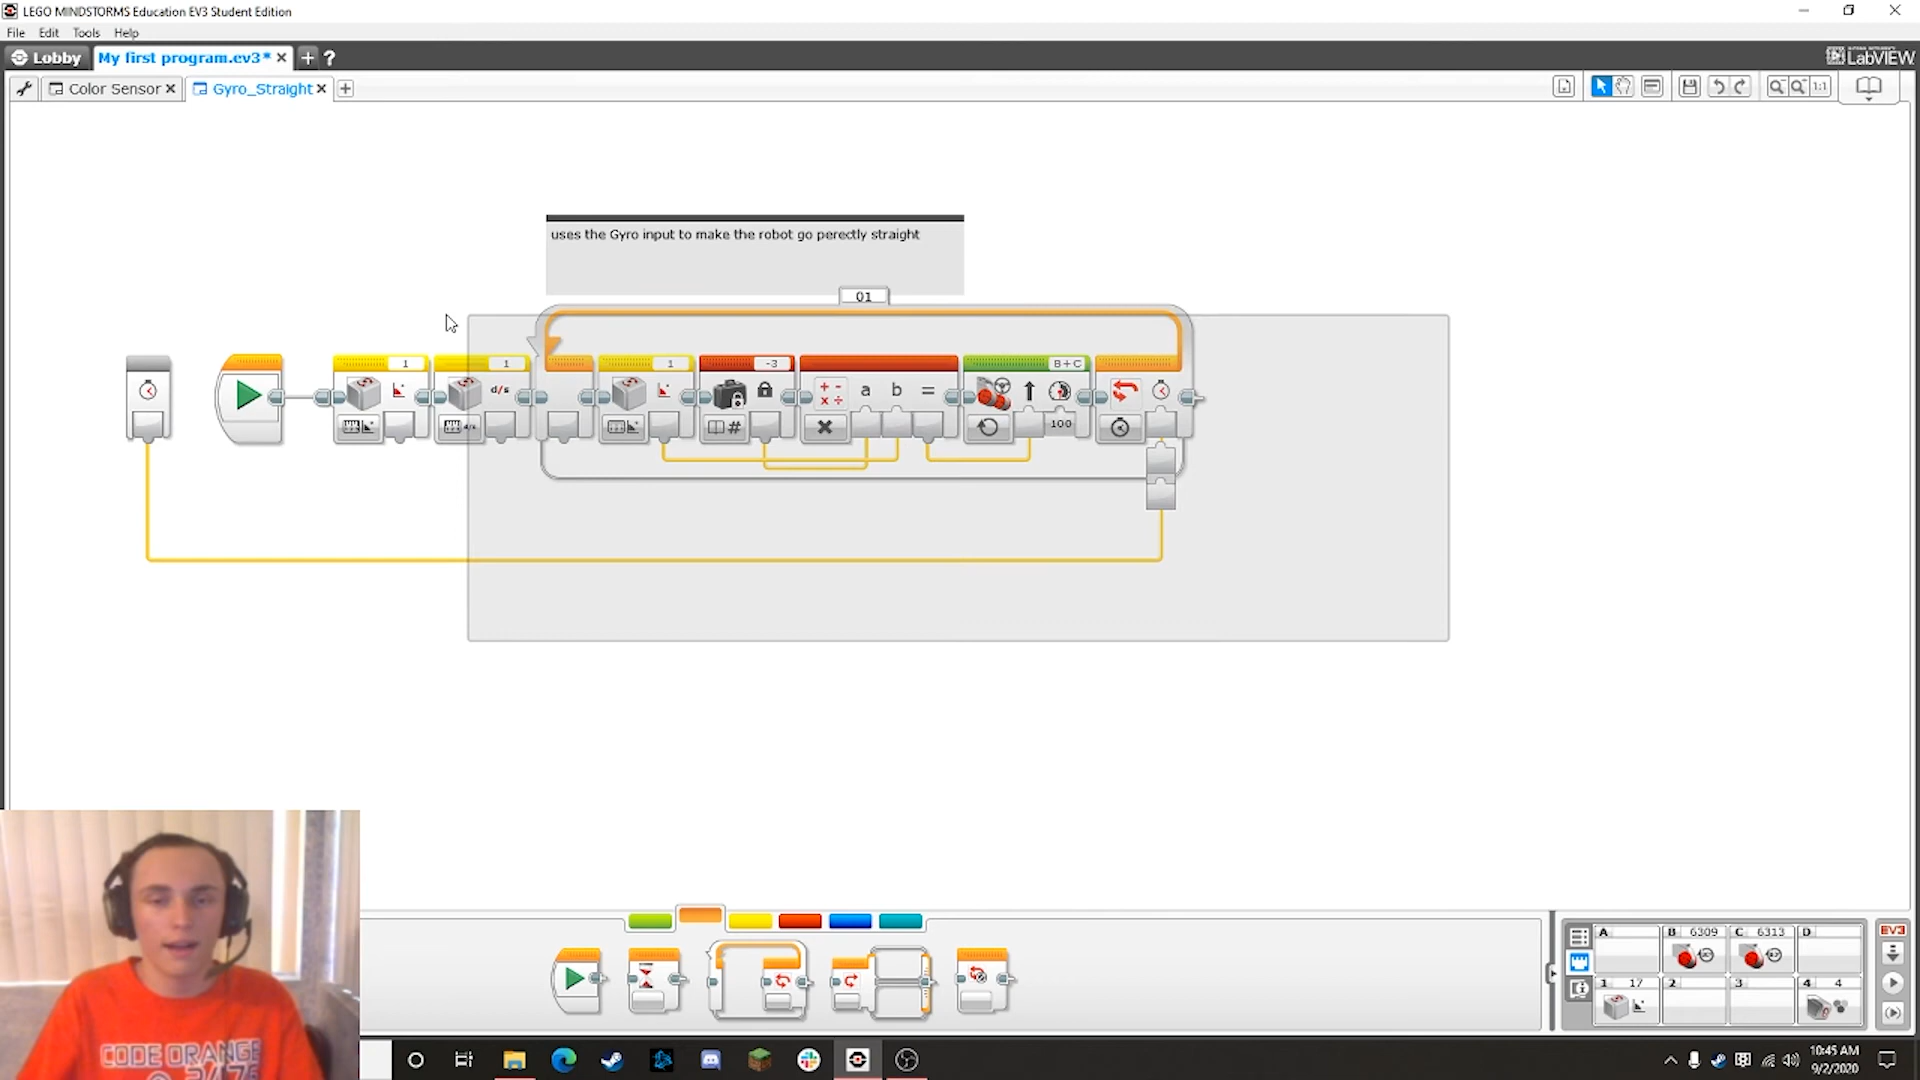 LEGO MINDSTORMS Education EV3 Student Edition
File Edit Tools Help
Lobby My first program.ev3* + ?
LabVIEW
Color Sensor Gyro_Straight +
1:1
uses the Gyro input to make the robot go perectly straight
01
1 1 1 -3 B+C
d/s a b =
# 100
A B 6309 C 6313 D
EV3
1 17 2 3 4 4
CODE ORANGE
10:45 AM
9/2/2020